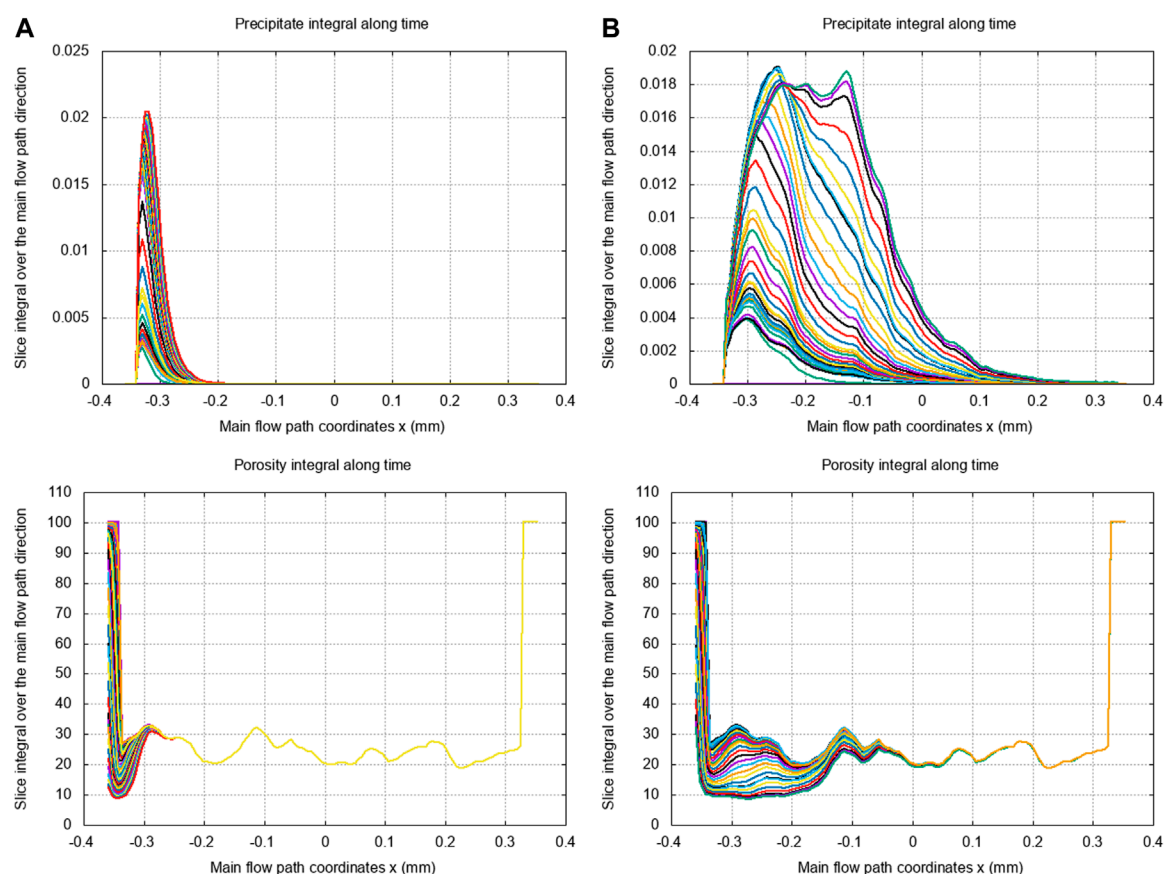 A
Precipitate integral along time
Slice integral over the main flow path direction
0.025
0.02
0.015
0.01
0.005
0
-0.4 -0.3 -0.2 -0.1 0 0.1 0.2 0.3 0.4
Main flow path coordinates x (mm)
B
Precipitate integral along time
Slice integral over the main flow path direction
0.02
0.018
0.016
0.014
0.012
0.01
0.008
0.006
0.004
0.002
0
-0.4 -0.3 -0.2 -0.1 0 0.1 0.2 0.3 0.4
Main flow path coordinates x (mm)
Porosity integral along time
Slice integral over the main flow path direction
110
100
90
80
70
60
50
40
30
20
10
0
-0.4 -0.3 -0.2 -0.1 0 0.1 0.2 0.3 0.4
Main flow path coordinates x (mm)
Porosity integral along time
Slice integral over the main flow path direction
110
100
90
80
70
60
50
40
30
20
10
0
-0.4 -0.3 -0.2 -0.1 0 0.1 0.2 0.3 0.4
Main flow path coordinates x (mm)